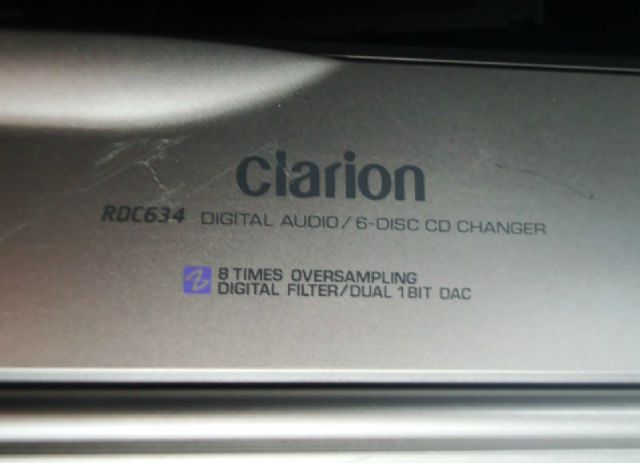 clarion
RDC634 DIGITAL AUDIO/6-DISC CD CHANGER
8 TIMES OVERSAMPLING
DIGITAL FILTER/DUAL 1BIT DAC